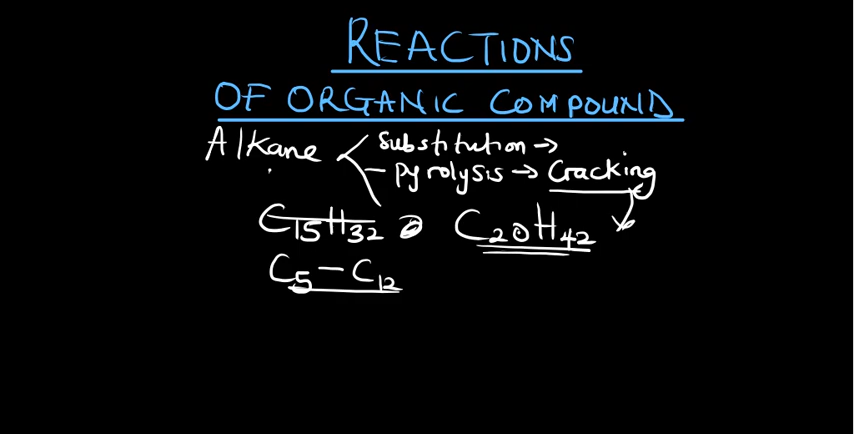 REACTIONS
OF ORGANIC COMPOUND
Alkane
Substitution →
Pyrolysis → Cracking
C15H32 C20H42
C5 - C12